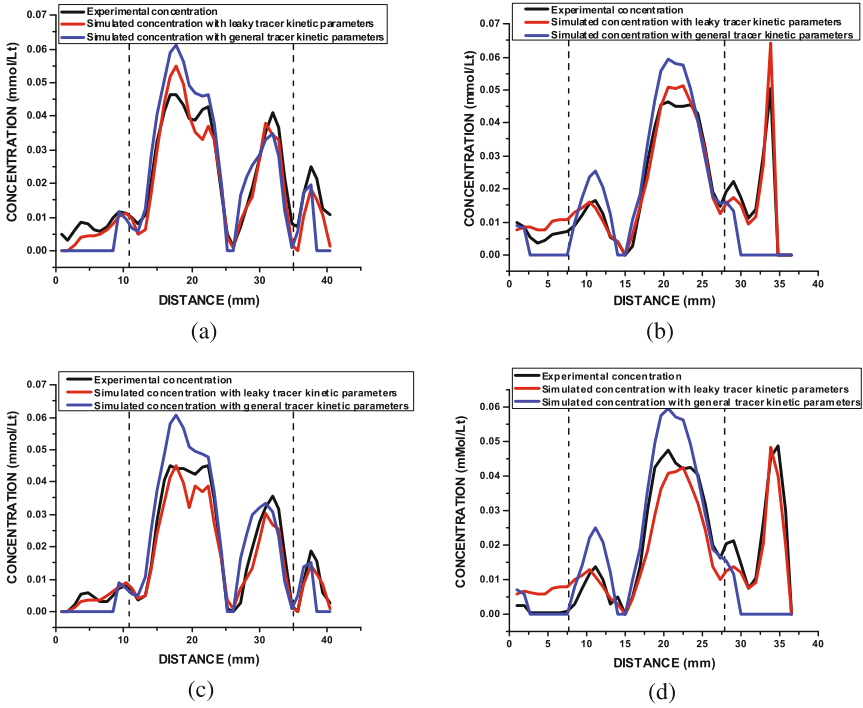 Experimental concentration
Simulated concentration with leaky tracer kinetic parameters
Simulated concentration with general tracer kinetic parameters
CONCENTRATION (mmol/Lt)
0.07
0.06
0.05
0.04
0.03
0.02
0.01
0.00
0 10 20 30 40
DISTANCE (mm)
(a)
Experimental concentration
Simulated concentration with leaky tracer kinetic parameters
Simulated concentration with general tracer kinetic parameters
CONCENTRATION (mmol/Lt)
0.07
0.06
0.05
0.04
0.03
0.02
0.01
0.00
0 5 10 15 20 25 30 35 40
DISTANCE (mm)
(b)
Experimental concentration
Simulated concentration with leaky tracer kinetic parameters
Simulated concentration with general tracer kinetic parameters
CONCENTRATION (mmol/Lt)
0.07
0.06
0.05
0.04
0.03
0.02
0.01
0.00
0 10 20 30 40
DISTANCE (mm)
(c)
Experimental concentration
Simulated concentration with leaky tracer kinetic parameters
Simulated concentration with general tracer kinetic parameters
CONCENTRATION (mMol/Lt)
0.06
0.05
0.04
0.03
0.02
0.01
0.00
0 5 10 15 20 25 30 35 40
DISTANCE (mm)
(d)